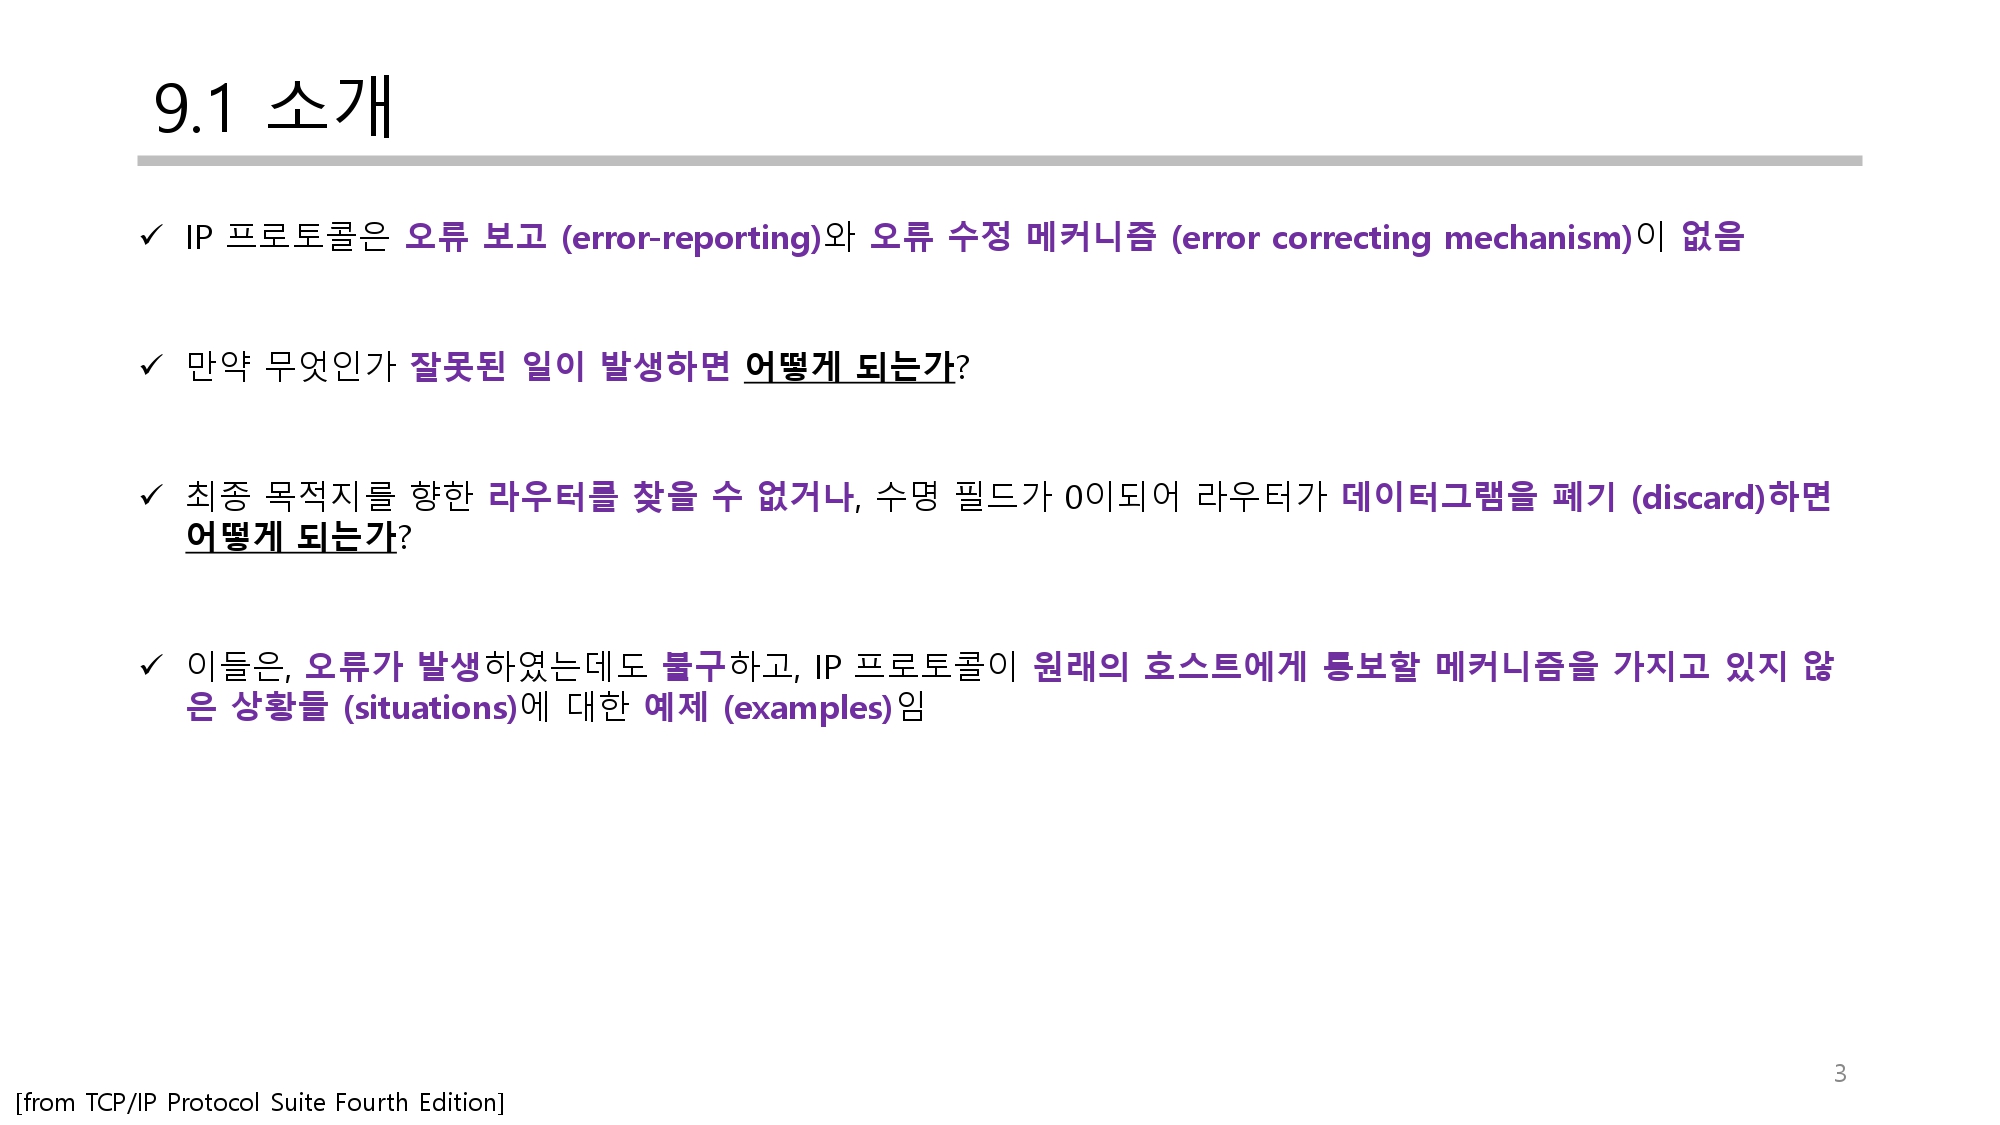 9.1 소개
✓ IP 프로토콜은 오류 보고 (error-reporting)와 오류 수정 메커니즘 (error correcting mechanism)이 없음
✓ 만약 무엇인가 잘못된 일이 발생하면 어떻게 되는가?
✓ 최종 목적지를 향한 라우터를 찾을 수 없거나, 수명 필드가 0이되어 라우터가 데이터그램을 폐기 (discard)하면
어떻게 되는가?
✓ 이들은, 오류가 발생하였는데도 불구하고, IP 프로토콜이 원래의 호스트에게 통보할 메커니즘을 가지고 있지 않
은 상황들 (situations)에 대한 예제 (examples)임
3
[from TCP/IP Protocol Suite Fourth Edition]